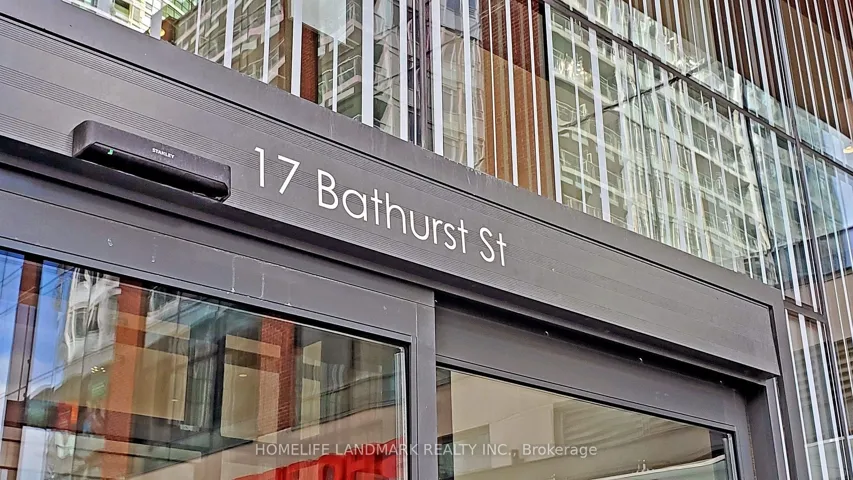 STANLEY
17 Bathurst St
HOMELIFE LANDMARK REALTY INC., Brokerage